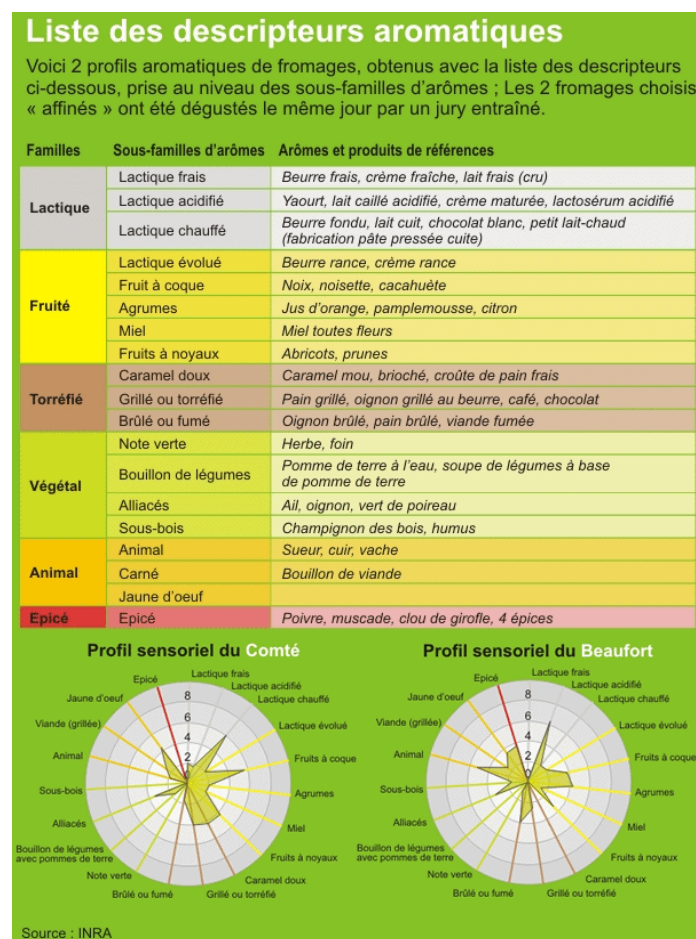 Liste des descripteurs aromatiques
Voici 2 profils aromatiques de fromages, obtenus avec la liste des descripteurs
ci-dessous, prise au niveau des sous-familles d'arômes ; Les 2 fromages choisis
« affinés » ont été dégustés le même jour par un jury entraîné.
Familles Sous-familles d'arômes Arômes et produits de références
Lactique
Lactique frais Beurre frais, crème fraîche, lait frais (cru)
Lactique acidifié Yaourt, lait caillé acidifié, crème maturée, lactosérum acidifié
Lactique chauffé Beurre fondu, lait cuit, chocolat blanc, petit lait-chaud
(fabrication pâte pressée cuite)
Fruité
Lactique évolué Beurre rance, crème rance
Fruit à coque Noix, noisette, cacahuète
Agrumes Jus d'orange, pamplemousse, citron
Miel Miel toutes fleurs
Fruits à noyaux Abricots, prunes
Torréfié
Caramel doux Caramel mou, brioché, croûte de pain frais
Grillé ou torréfié Pain grillé, oignon grillé au beurre, café, chocolat
Brûlé ou fumé Oignon brûlé, pain brûlé, viande fumée
Végétal
Note verte Herbe, foin
Bouillon de légumes Pomme de terre à l'eau, soupe de légumes à base
de pomme de terre
Alliacés Ail, oignon, vert de poireau
Sous-bois Champignon des bois, humus
Animal
Animal Sueur, cuir, vache
Carné Bouillon de viande
Jaune d'oeuf
Epicé Epicé Poivre, muscade, clou de girofle, 4 épices
Profil sensoriel du Comté
Epicé
Lactique frais
Lactique acidifié
Lactique chauffé
Lactique évolué
Fruits à coque
Agrumes
Miel
Fruits à noyaux
Caramel doux
Grillé ou torréfié
Brûlé ou fumé
Note verte
Bouillon de légumes
avec pommes de terre
Alliacés
Sous-bois
Animal
Viande (grillée)
Jaune d'oeuf
8
6
4
2
0
Profil sensoriel du Beaufort
Epicé
Lactique frais
Lactique acidifié
Lactique chauffé
Lactique évolué
Fruits à coque
Agrumes
Miel
Fruits à noyaux
Caramel doux
Grillé ou torréfié
Brûlé ou fumé
Note verte
Bouillon de légumes
avec pommes de terre
Alliacés
Sous-bois
Animal
Viande (grillée)
Jaune d'oeuf
8
6
4
2
0
Source : INRA